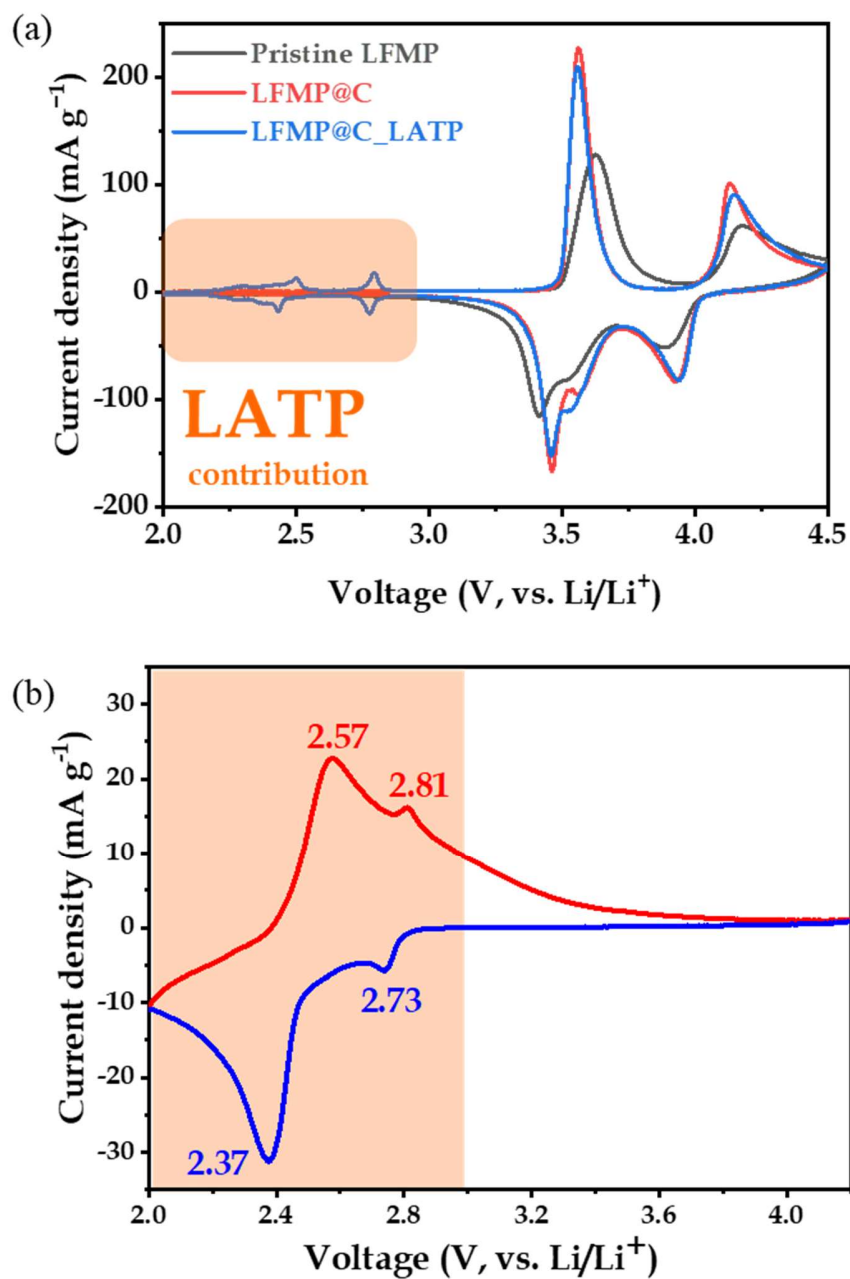 (a)
Pristine LFMP
LFMP@C
LFMP@C_LATP
200
100
0
-100
-200
Current density (mA g⁻¹)
LATP
contribution
2.0 2.5 3.0 3.5 4.0 4.5
Voltage (V, vs. Li/Li⁺)
(b)
30
20
10
0
-10
-20
-30
Current density (mA g⁻¹)
2.57
2.81
2.73
2.37
2.0 2.4 2.8 3.2 3.6 4.0
Voltage (V, vs. Li/Li⁺)